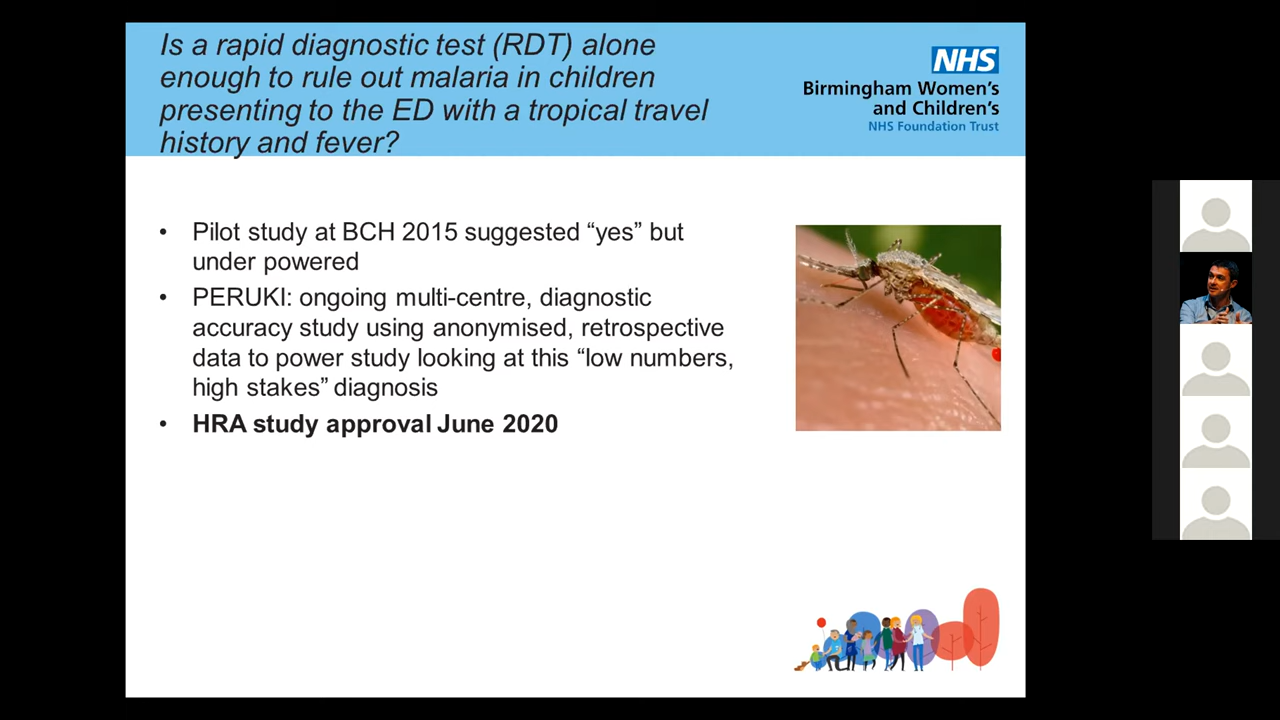 Is a rapid diagnostic test (RDT) alone
enough to rule out malaria in children
presenting to the ED with a tropical travel
history and fever?
NHS
Birmingham Women's
and Children's
NHS Foundation Trust
• Pilot study at BCH 2015 suggested “yes” but
under powered
• PERUKI: ongoing multi-centre, diagnostic
accuracy study using anonymised, retrospective
data to power study looking at this “low numbers,
high stakes” diagnosis
• HRA study approval June 2020